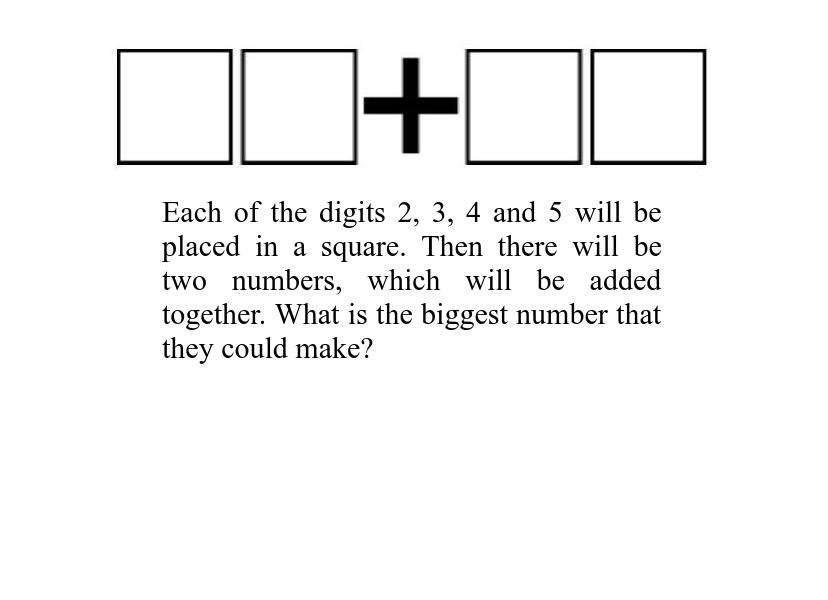 Each of the digits 2, 3, 4 and 5 will be
placed in a square. Then there will be
two numbers, which will be added
together. What is the biggest number that
they could make?